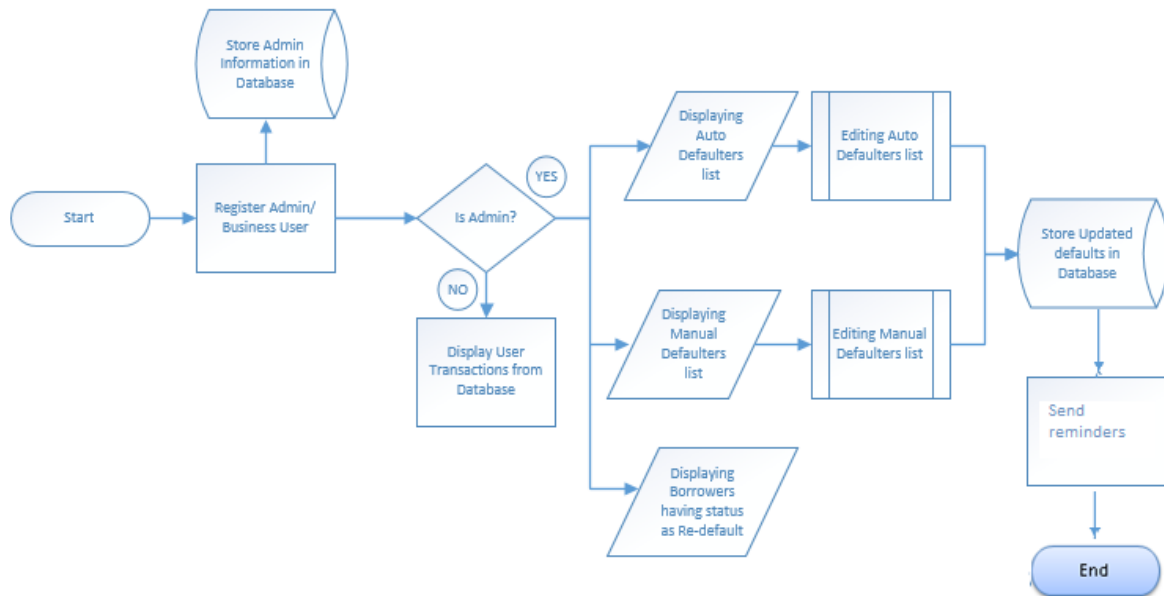 Store Admin
Information in
Database
Start
Register Admin/
Business User
Is Admin?
YES
NO
Display User
Transactions from
Database
Displaying
Auto
Defaulters
list
Editing Auto
Defaulters list
Displaying
Manual
Defaulters
list
Editing Manual
Defaulters list
Displaying
Borrowers
having status
as Re-default
Store Updated
defaults in
Database
Send
reminders
End